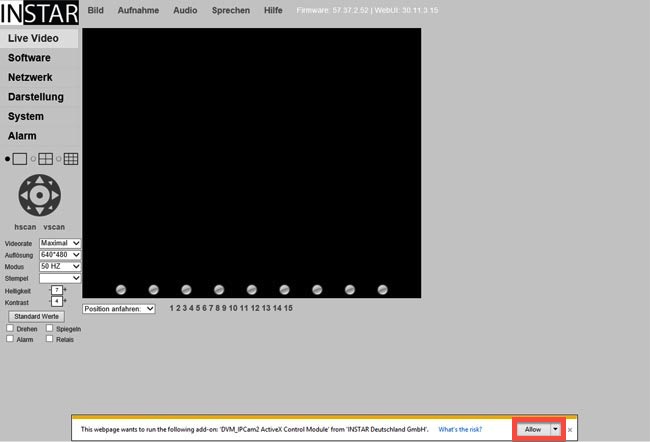 INSTAR
Bild Aufnahme Audio Sprechen Hilfe Firmware: 57.37.2.52 | WebUI: 30.11.3.15
Live Video
Software
Netzwerk
Darstellung
System
Alarm
hscan vscan
Videorate Maximal
Auflösung 640*480
Modus 50 HZ
Stempel
Helligkeit - 7 +
Kontrast - 4 +
Standard Werte
Drehen Spiegeln
Alarm Relais
Position anfahren: 1 2 3 4 5 6 7 8 9 10 11 12 13 14 15
This webpage wants to run the following add-on: 'DVM_IPCam2 ActiveX Control Module' from 'INSTAR Deutschland GmbH'. What's the risk? Allow ×